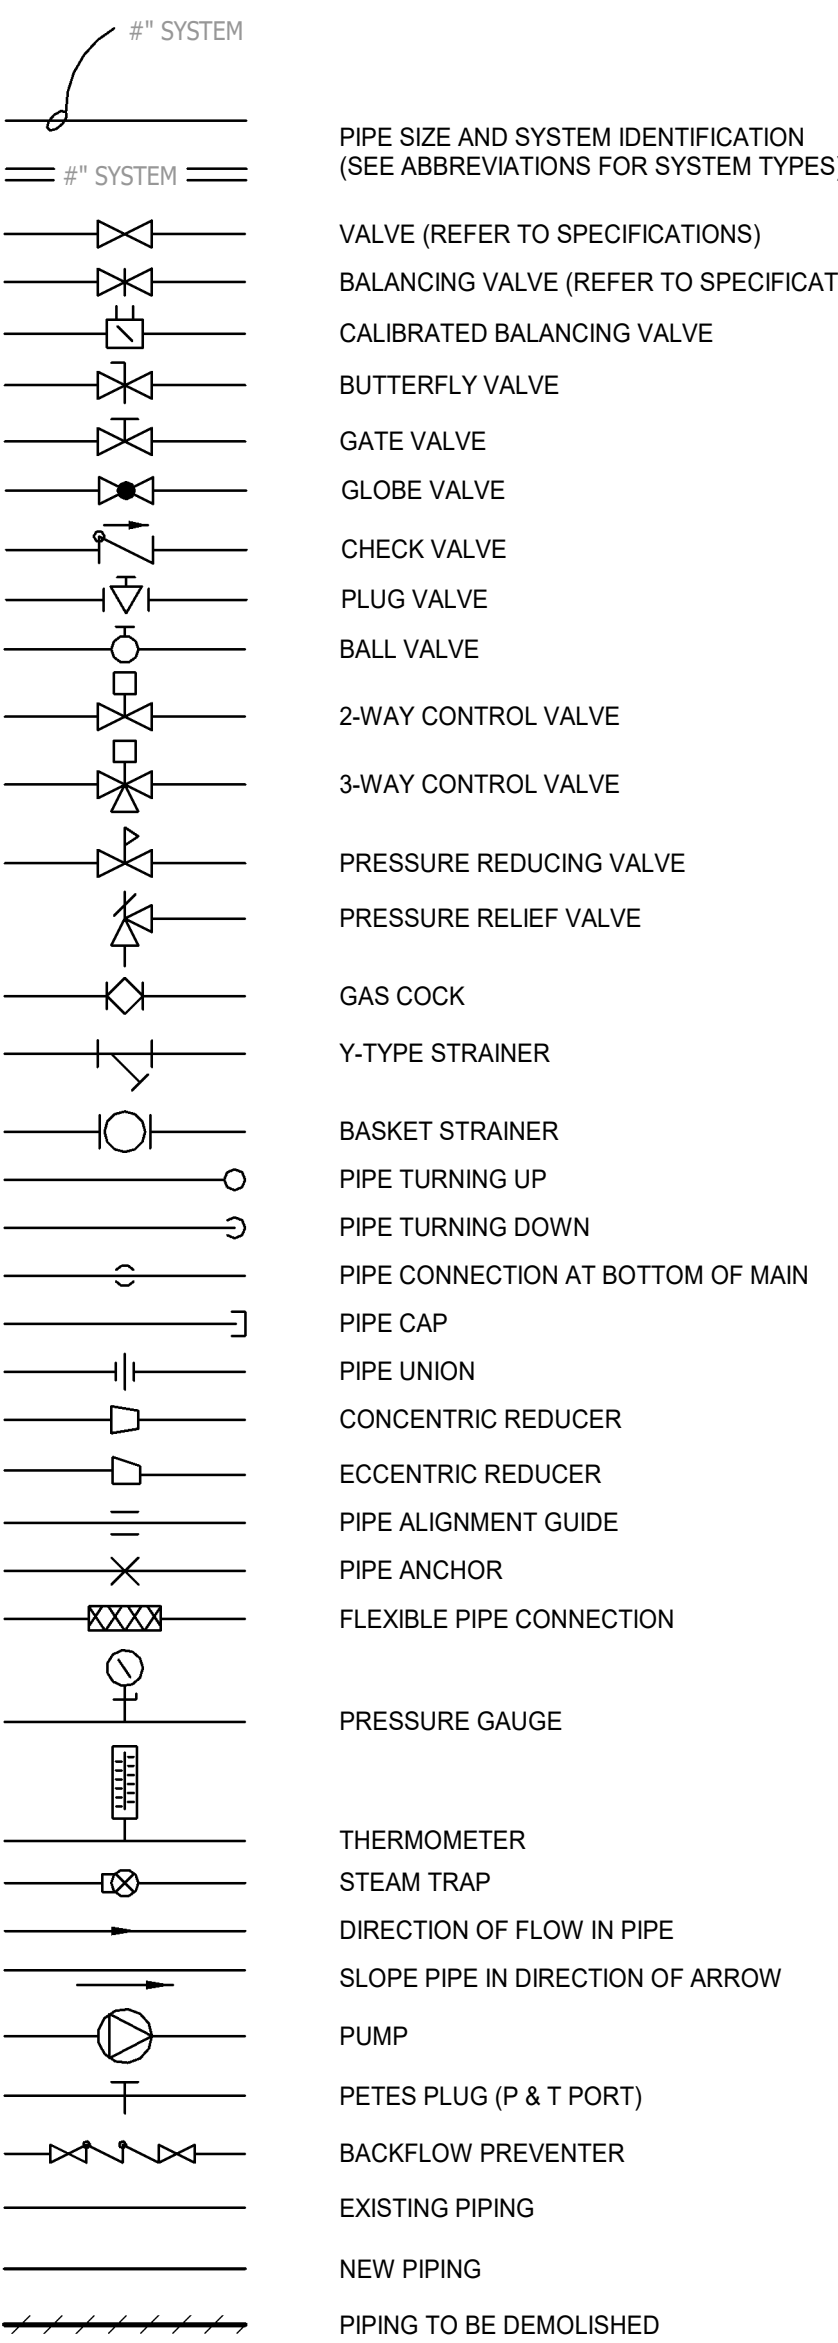 #" SYSTEM
PIPE SIZE AND SYSTEM IDENTIFICATION
(SEE ABBREVIATIONS FOR SYSTEM TYPES)
#" SYSTEM
VALVE (REFER TO SPECIFICATIONS)
BALANCING VALVE (REFER TO SPECIFICAT
CALIBRATED BALANCING VALVE
BUTTERFLY VALVE
GATE VALVE
GLOBE VALVE
CHECK VALVE
PLUG VALVE
BALL VALVE
2-WAY CONTROL VALVE
3-WAY CONTROL VALVE
PRESSURE REDUCING VALVE
PRESSURE RELIEF VALVE
GAS COCK
Y-TYPE STRAINER
BASKET STRAINER
PIPE TURNING UP
PIPE TURNING DOWN
PIPE CONNECTION AT BOTTOM OF MAIN
PIPE CAP
PIPE UNION
CONCENTRIC REDUCER
ECCENTRIC REDUCER
PIPE ALIGNMENT GUIDE
PIPE ANCHOR
FLEXIBLE PIPE CONNECTION
PRESSURE GAUGE
THERMOMETER
STEAM TRAP
DIRECTION OF FLOW IN PIPE
SLOPE PIPE IN DIRECTION OF ARROW
PUMP
PETES PLUG (P & T PORT)
BACKFLOW PREVENTER
EXISTING PIPING
NEW PIPING
PIPING TO BE DEMOLISHED